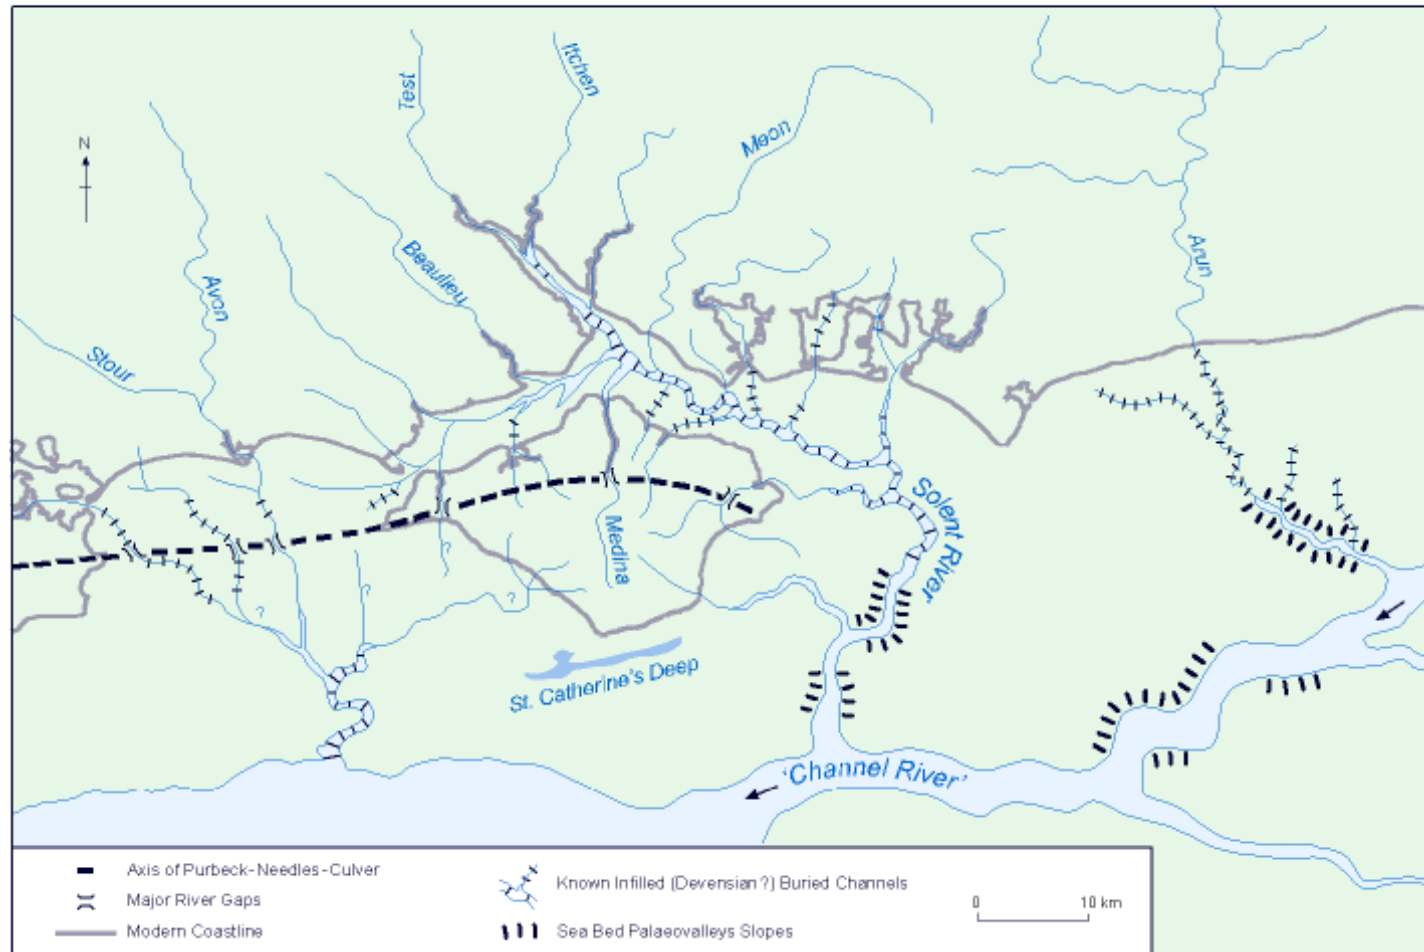 Test
Itchen
Meon
N
Beaulieu
Avon
Arun
Stour
Solent River
Medina
?
?
?
?
St. Catherine's Deep
'Channel River'
Axis of Purbeck-Needles-Culver
Major River Gaps
Modern Coastline
Known Infilled (Devensian?) Buried Channels
Sea Bed Palaeovalleys Slopes
0 10 km